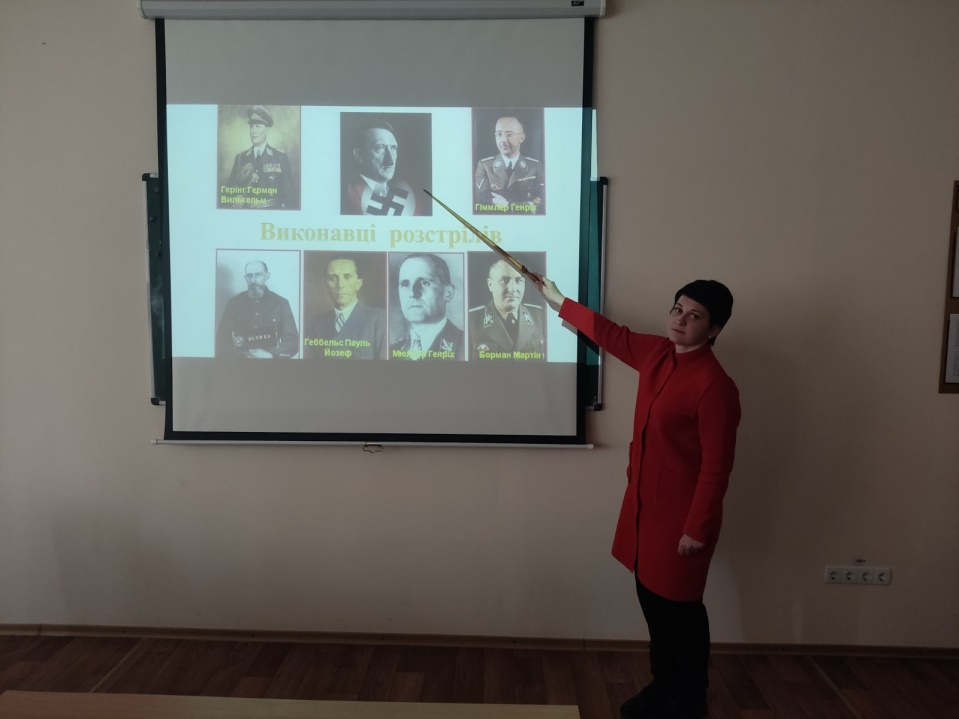 Герінг Герман
Вильгельм
Гіммлер Генріх
Виконавці розстрілів
Геббельс Пауль
Йозеф
Мюллер Генріх
Борман Мартін